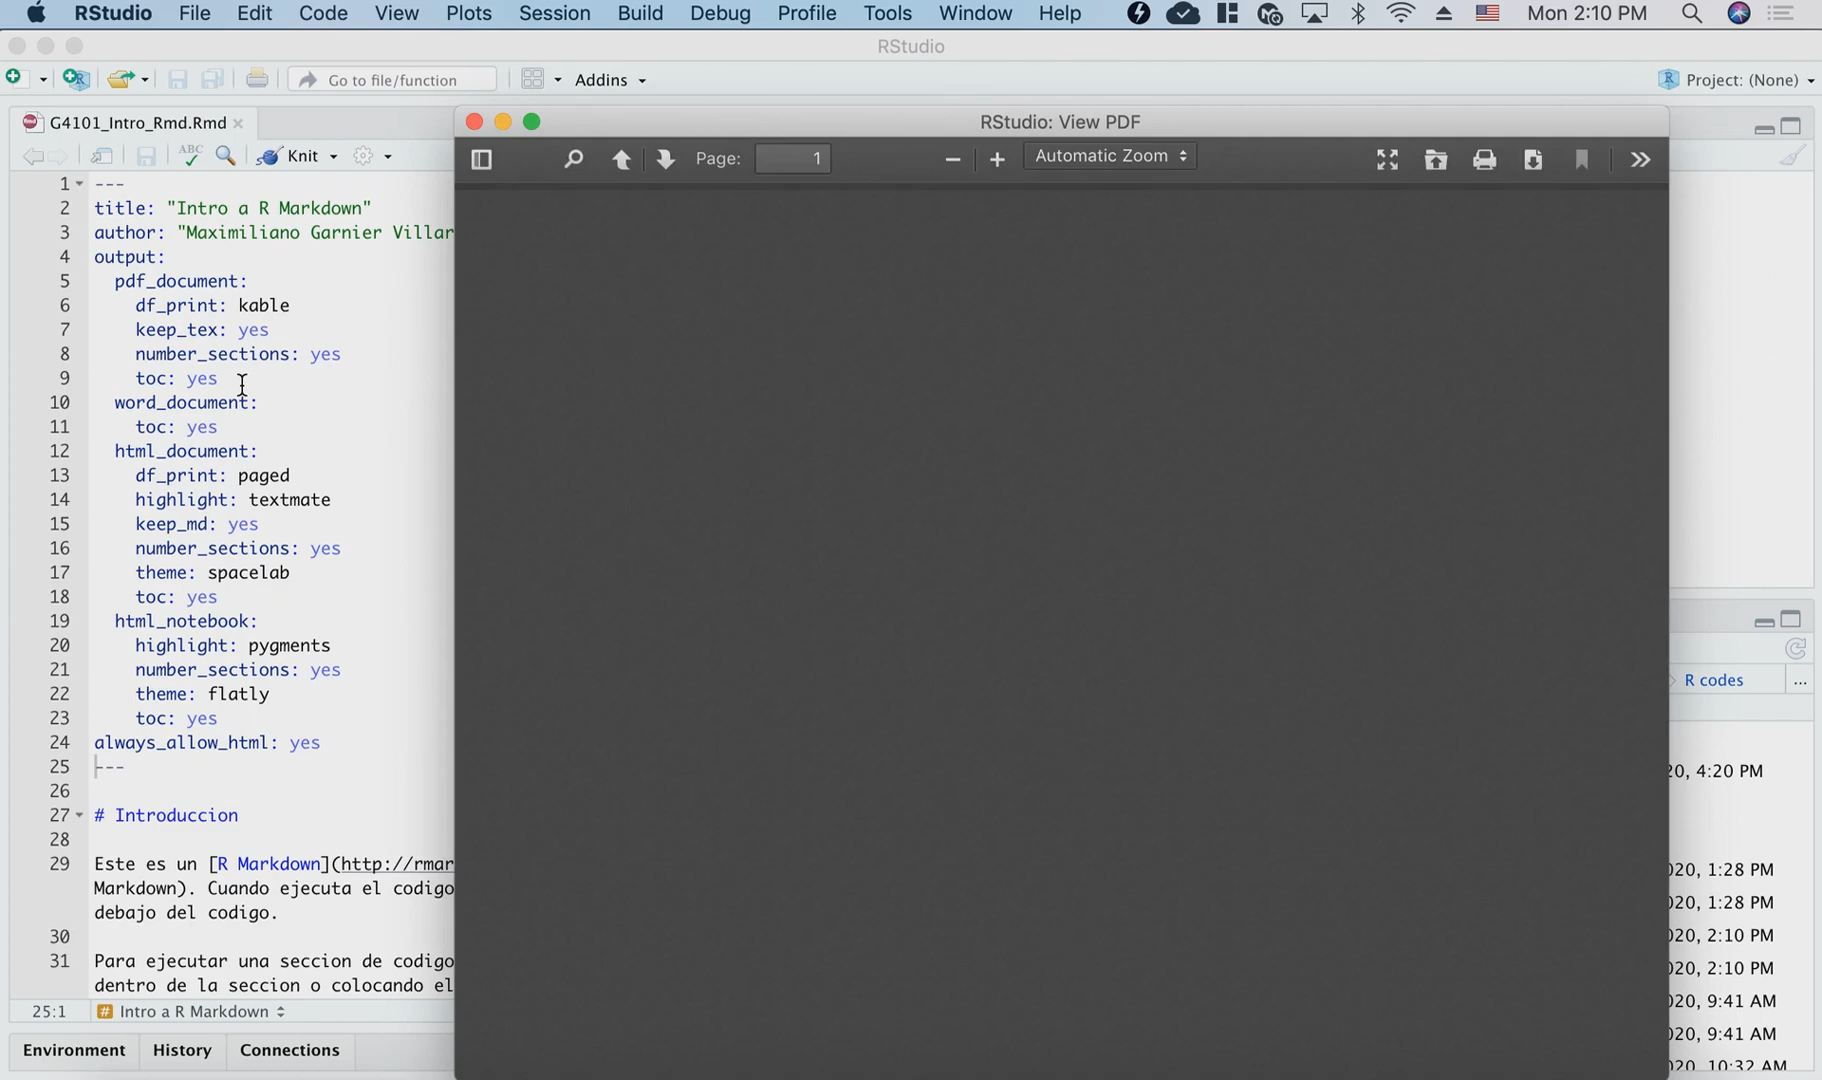 RStudio File Edit Code View Plots Session Build Debug Profile Tools Window Help Mon 2:10 PM
RStudio
Go to file/function Addins Project: (None)
G4101_Intro_Rmd.Rmd
RStudio: View PDF
ABC Knit
Page: 1 Automatic Zoom
1 ---
2 title: "Intro a R Markdown"
3 author: "Maximiliano Garnier Villar
4 output:
5 pdf_document:
6 df_print: kable
7 keep_tex: yes
8 number_sections: yes
9 toc: yes
10 word_document:
11 toc: yes
12 html_document:
13 df_print: paged
14 highlight: textmate
15 keep_md: yes
16 number_sections: yes
17 theme: spacelab
18 toc: yes
19 html_notebook:
20 highlight: pygments
21 number_sections: yes
22 theme: flatly
23 toc: yes
24 always_allow_html: yes
25 ---
26
27 # Introduccion
28
29 Este es un [R Markdown](http://rmar
Markdown). Cuando ejecuta el codigo
debajo del codigo.
30
31 Para ejecutar una seccion de codigo
dentro de la seccion o colocando el
25:1 # Intro a R Markdown
Environment History Connections
R codes ...
20, 4:20 PM
020, 1:28 PM
020, 1:28 PM
020, 2:10 PM
020, 2:10 PM
020, 9:41 AM
020, 9:41 AM
020, 10:32 AM